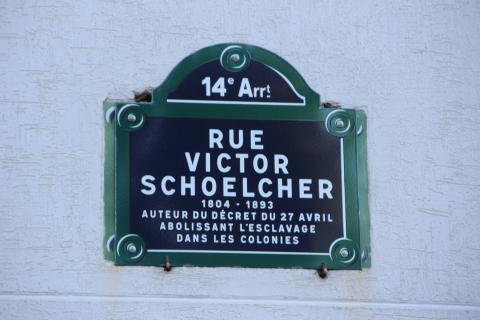 14e Arrt
RUE
VICTOR
SCHOELCHER
1804 - 1893
AUTEUR DU DÉCRET DU 27 AVRIL
ABOLISSANT L'ESCLAVAGE
DANS LES COLONIES